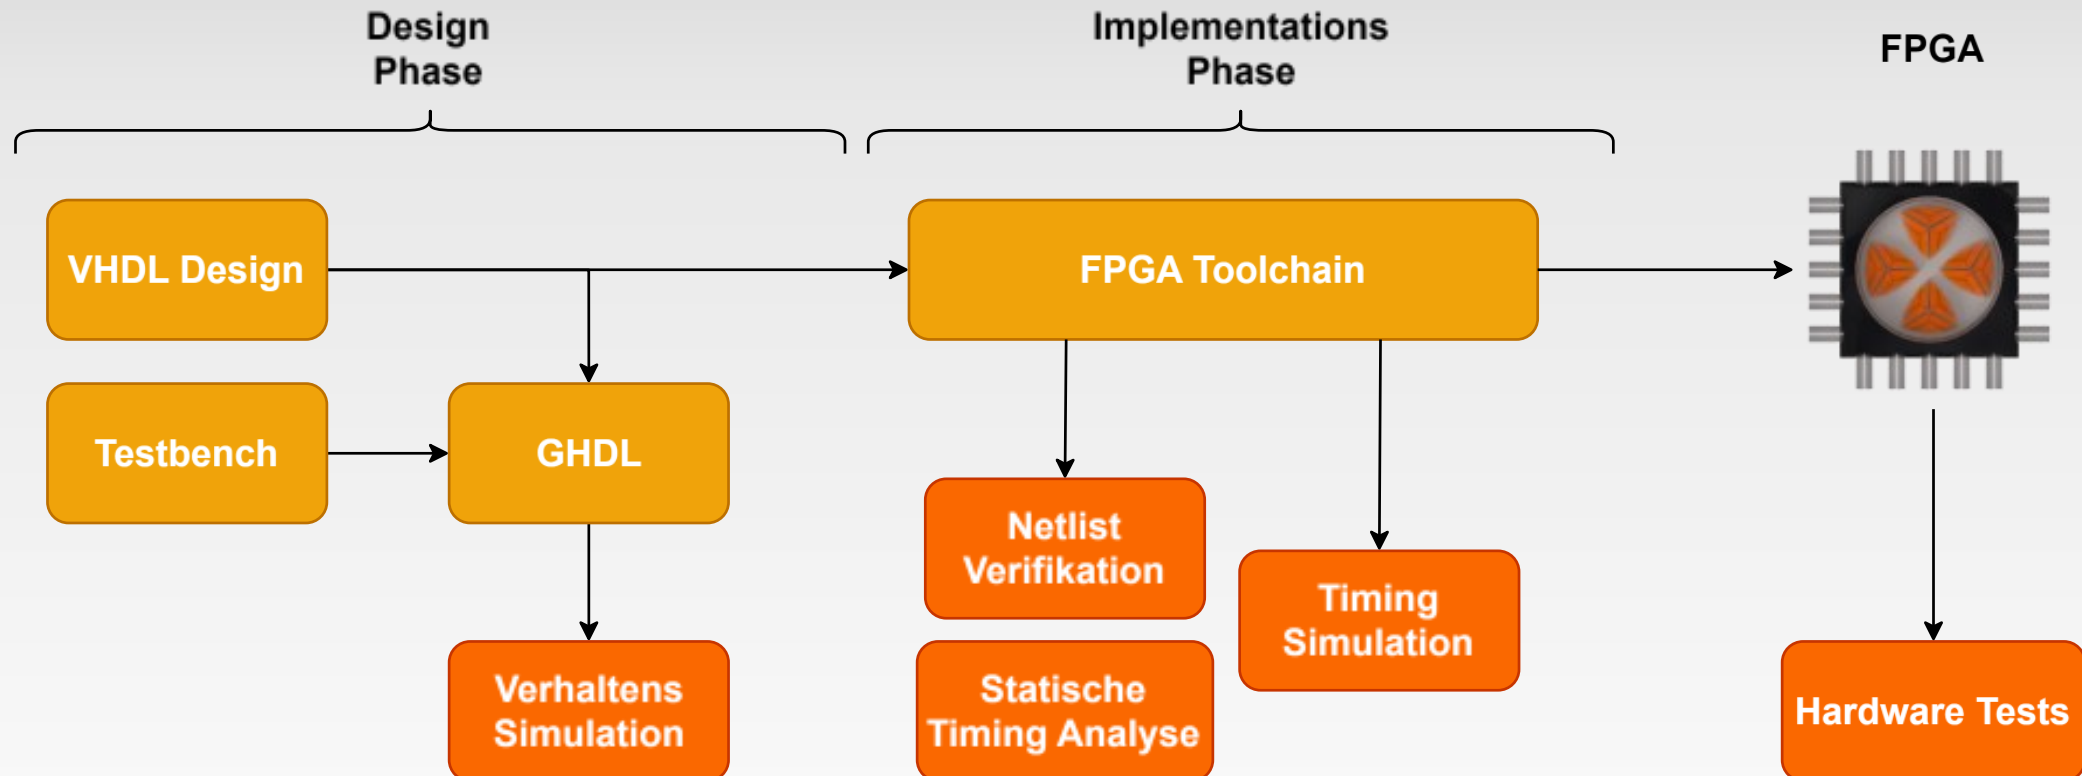 Design
Phase
Implementations
Phase
FPGA
VHDL Design
FPGA Toolchain
Testbench
GHDL
Netlist
Verifikation
Timing
Simulation
Verhaltens
Simulation
Statische
Timing Analyse
Hardware Tests